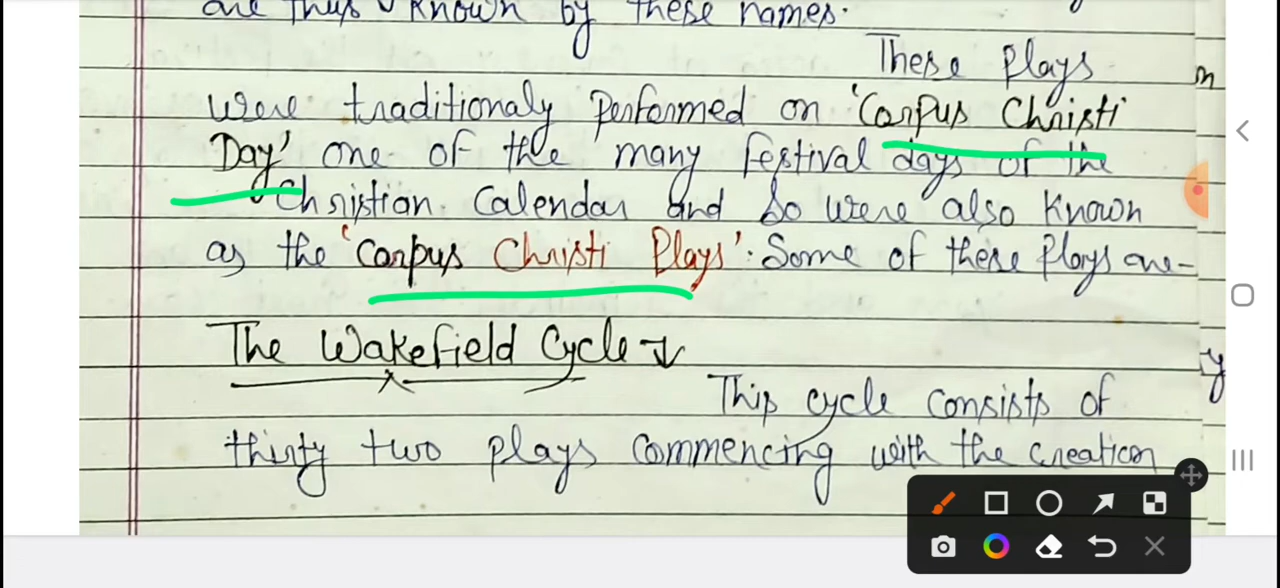 are thus known by these names.
These plays
were traditionaly performed on 'Corpus Christi
Day' one of the many festival days of the
Christian Calendar and so were also known
as the 'Corpus Christi Plays'. Some of these plays are-
The Wakefield Cycle ↓
This cycle consists of
thirty two plays commencing with the creation